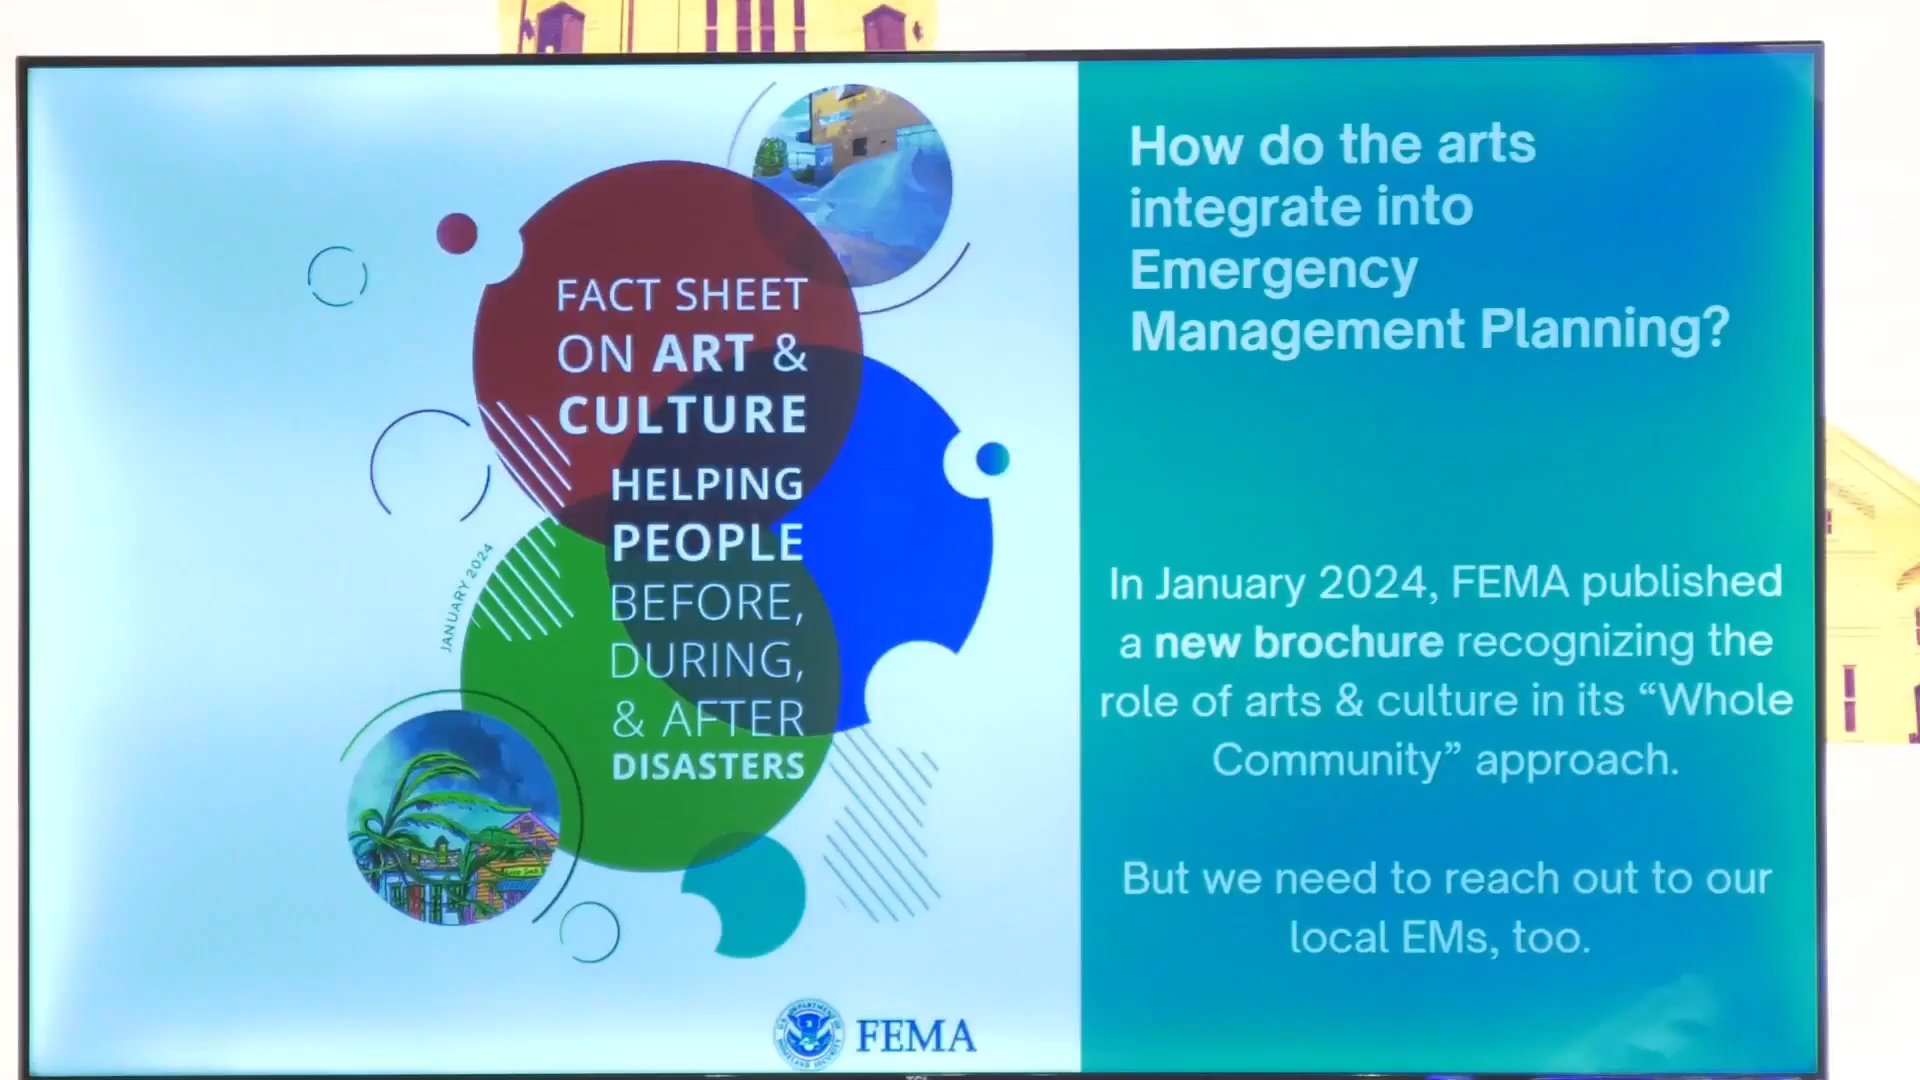 FACT SHEET
ON ART &
CULTURE
HELPING
PEOPLE
BEFORE,
DURING,
& AFTER
DISASTERS
JANUARY 2024
FEMA
How do the arts
integrate into
Emergency
Management Planning?
In January 2024, FEMA published
a new brochure recognizing the
role of arts & culture in its “Whole
Community” approach.
But we need to reach out to our
local EMs, too.